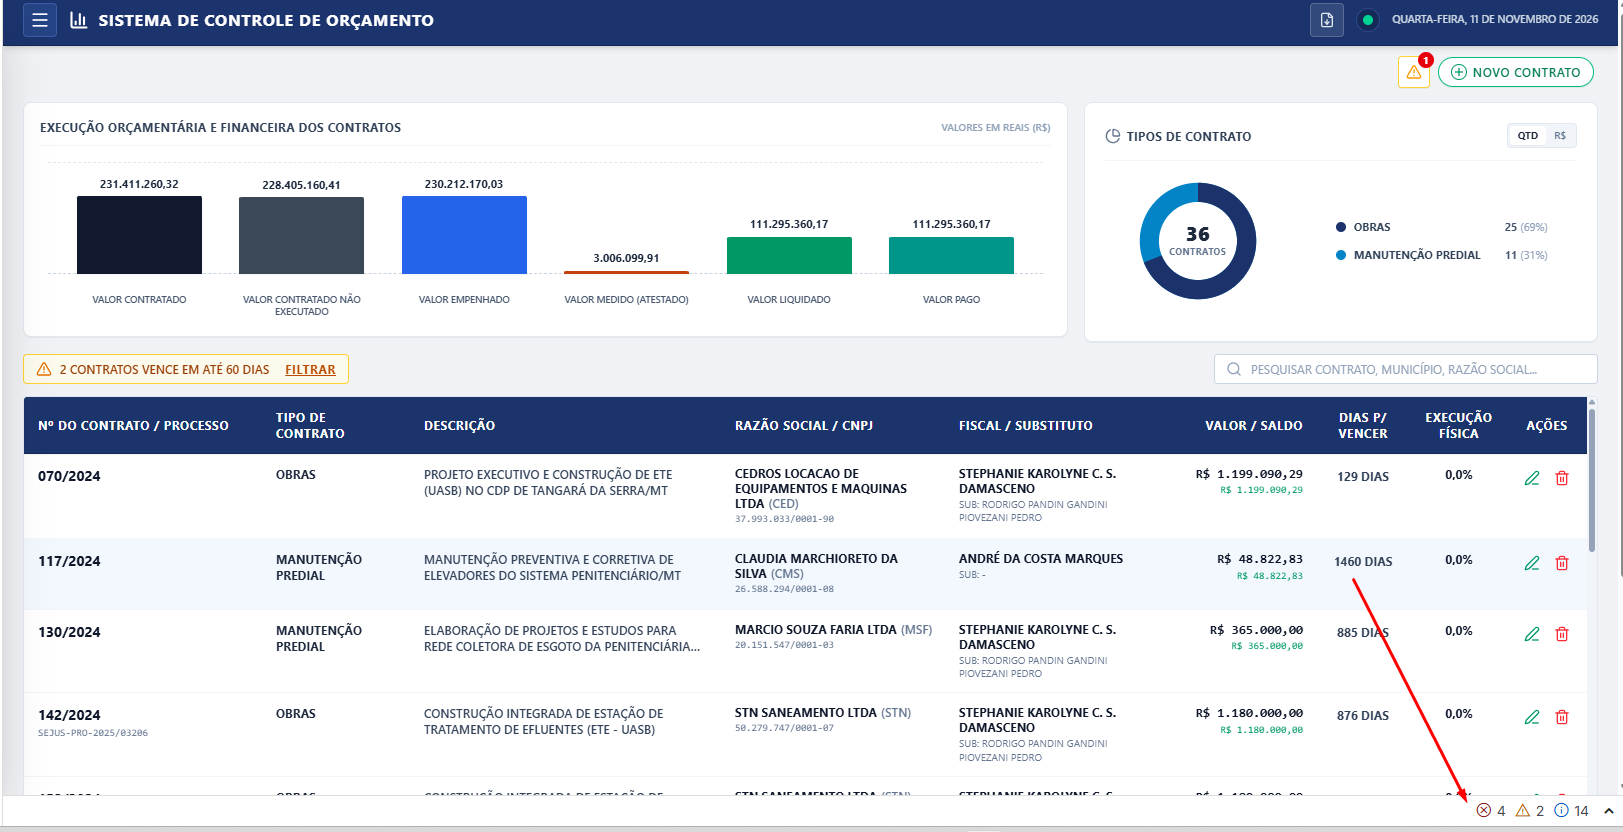 SISTEMA DE CONTROLE DE ORÇAMENTO
QUARTA-FEIRA, 11 DE NOVEMBRO DE 2026
1
NOVO CONTRATO
EXECUÇÃO ORÇAMENTÁRIA E FINANCEIRA DOS CONTRATOS
VALORES EM REAIS (R$)
231.411.260,32
228.405.160,41
230.212.170,03
3.006.099,91
111.295.360,17
111.295.360,17
VALOR CONTRATADO
VALOR CONTRATADO NÃO
EXECUTADO
VALOR EMPENHADO
VALOR MEDIDO (ATESTADO)
VALOR LIQUIDADO
VALOR PAGO
TIPOS DE CONTRATO
QTD R$
36
CONTRATOS
OBRAS 25 (69%)
MANUTENÇÃO PREDIAL 11 (31%)
2 CONTRATOS VENCE EM ATÉ 60 DIAS FILTRAR
PESQUISAR CONTRATO, MUNICÍPIO, RAZÃO SOCIAL...
Nº DO CONTRATO / PROCESSO
TIPO DE
CONTRATO
DESCRIÇÃO
RAZÃO SOCIAL / CNPJ
FISCAL / SUBSTITUTO
VALOR / SALDO
DIAS P/
VENCER
EXECUÇÃO
FÍSICA
AÇÕES
070/2024
OBRAS
PROJETO EXECUTIVO E CONSTRUÇÃO DE ETE
(UASB) NO CDP DE TANGARÁ DA SERRA/MT
CEDROS LOCACAO DE
EQUIPAMENTOS E MAQUINAS
LTDA (CED)
37.993.033/0001-90
STEPHANIE KAROLYNE C. S.
DAMASCENO
SUB: RODRIGO PANDIN GANDINI
PIOVEZANI PEDRO
R$ 1.199.090,29
R$ 1.199.090,29
129 DIAS
0,0%
117/2024
MANUTENÇÃO
PREDIAL
MANUTENÇÃO PREVENTIVA E CORRETIVA DE
ELEVADORES DO SISTEMA PENITENCIÁRIO/MT
CLAUDIA MARCHIORETO DA
SILVA (CMS)
26.588.294/0001-08
ANDRÉ DA COSTA MARQUES
SUB: -
R$ 48.822,83
R$ 48.822,83
1460 DIAS
0,0%
130/2024
MANUTENÇÃO
PREDIAL
ELABORAÇÃO DE PROJETOS E ESTUDOS PARA
REDE COLETORA DE ESGOTO DA PENITENCIÁRIA...
MARCIO SOUZA FARIA LTDA (MSF)
20.151.547/0001-03
STEPHANIE KAROLYNE C. S.
DAMASCENO
SUB: RODRIGO PANDIN GANDINI
PIOVEZANI PEDRO
R$ 365.000,00
R$ 365.000,00
885 DIAS
0,0%
142/2024
SEJUS-PRO-2025/03206
OBRAS
CONSTRUÇÃO INTEGRADA DE ESTAÇÃO DE
TRATAMENTO DE EFLUENTES (ETE - UASB)
STN SANEAMENTO LTDA (STN)
50.279.747/0001-07
STEPHANIE KAROLYNE C. S.
DAMASCENO
SUB: RODRIGO PANDIN GANDINI
PIOVEZANI PEDRO
R$ 1.180.000,00
R$ 1.180.000,00
876 DIAS
0,0%
4 2 14